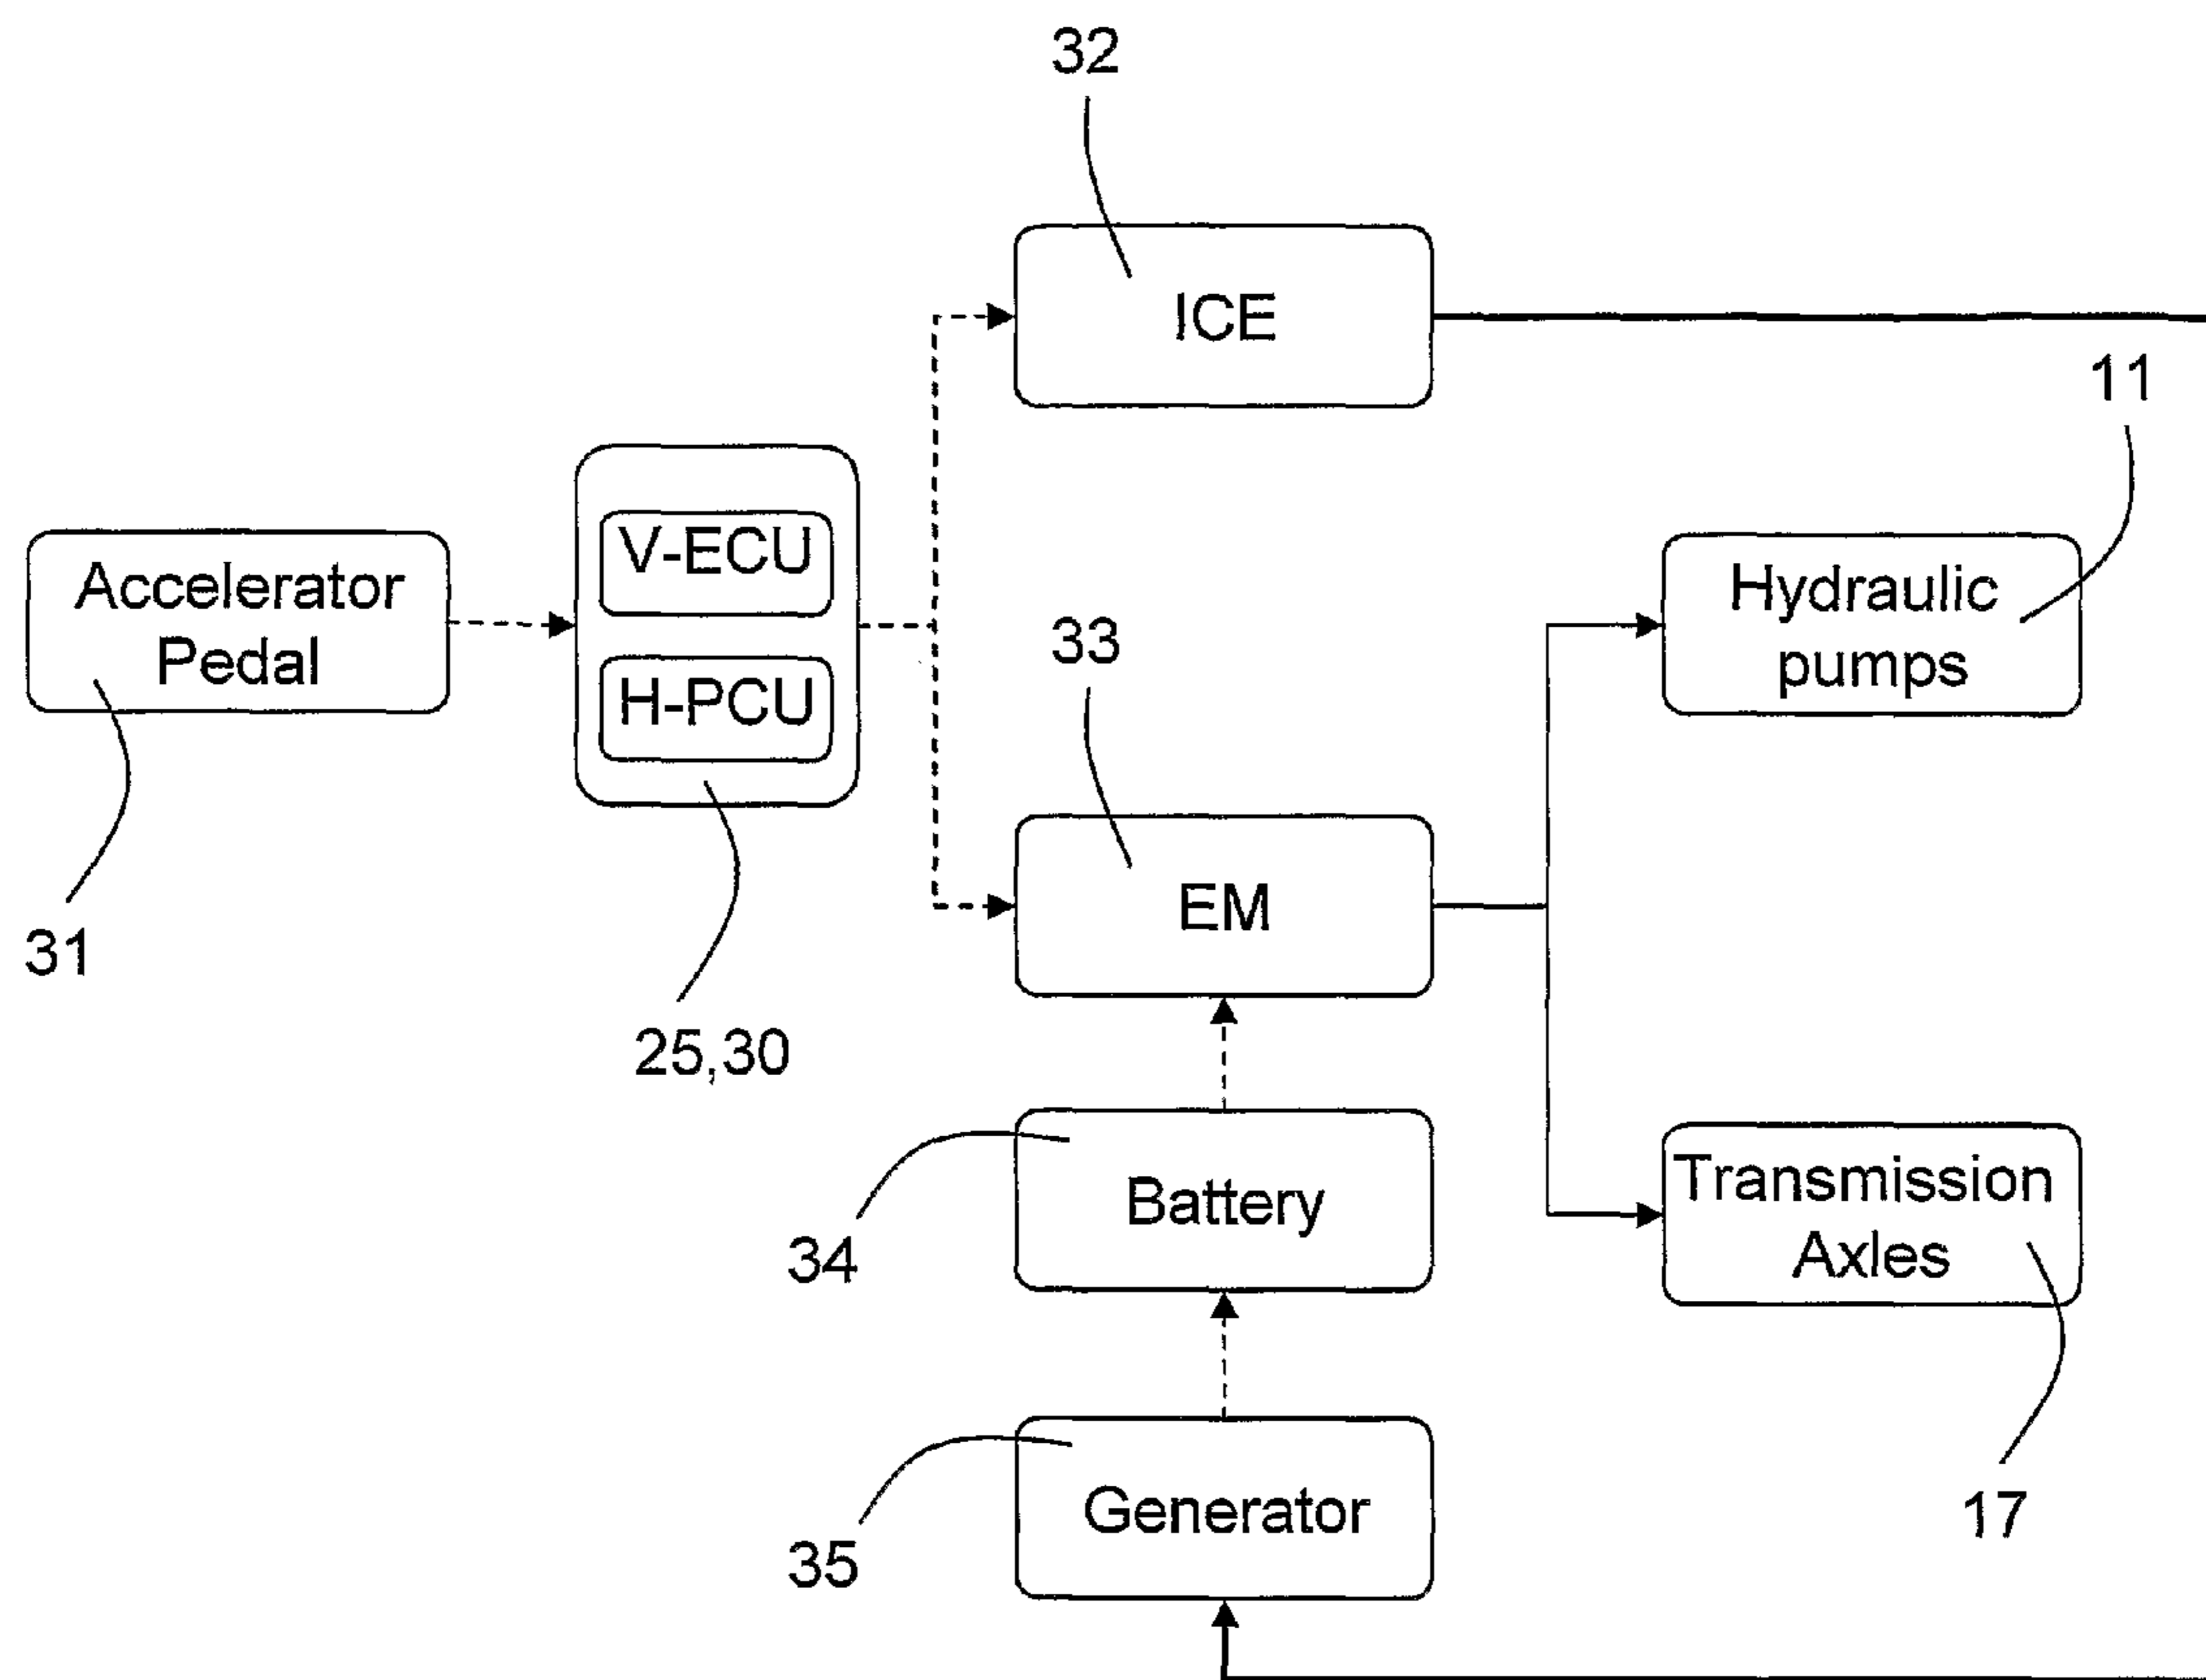 32
ICE
11
V-ECU
Accelerator
Pedal
H-PCU
Hydraulic
pumps
33
EM
31
25,30
Battery
34
Transmission
Axles
Generator
35
17